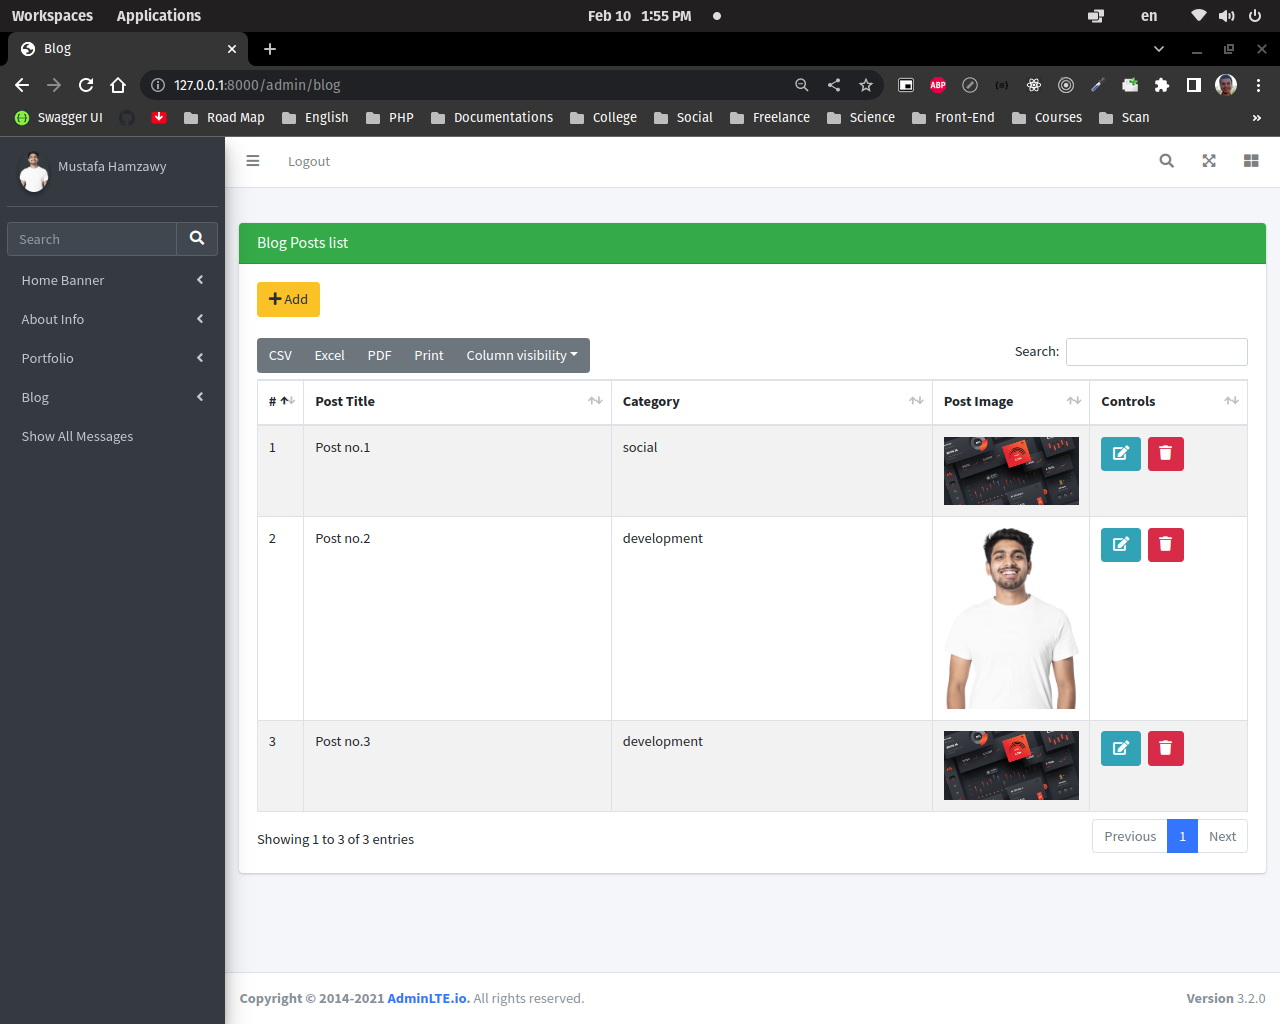 Workspaces Applications Feb 10 1:55 PM en
Blog
127.0.0.1:8000/admin/blog ABP
Swagger UI Road Map English PHP Documentations College Social Freelance Science Front-End Courses Scan »
Mustafa Hamzawy
Logout
Search
Home Banner
About Info
Portfolio
Blog
Show All Messages
Blog Posts list
Add
CSV Excel PDF Print Column visibility
Search:
# Post Title Category Post Image Controls
1 Post no.1 social
2 Post no.2 development
3 Post no.3 development
Showing 1 to 3 of 3 entries
Previous 1 Next
Copyright © 2014-2021 AdminLTE.io. All rights reserved.
Version 3.2.0